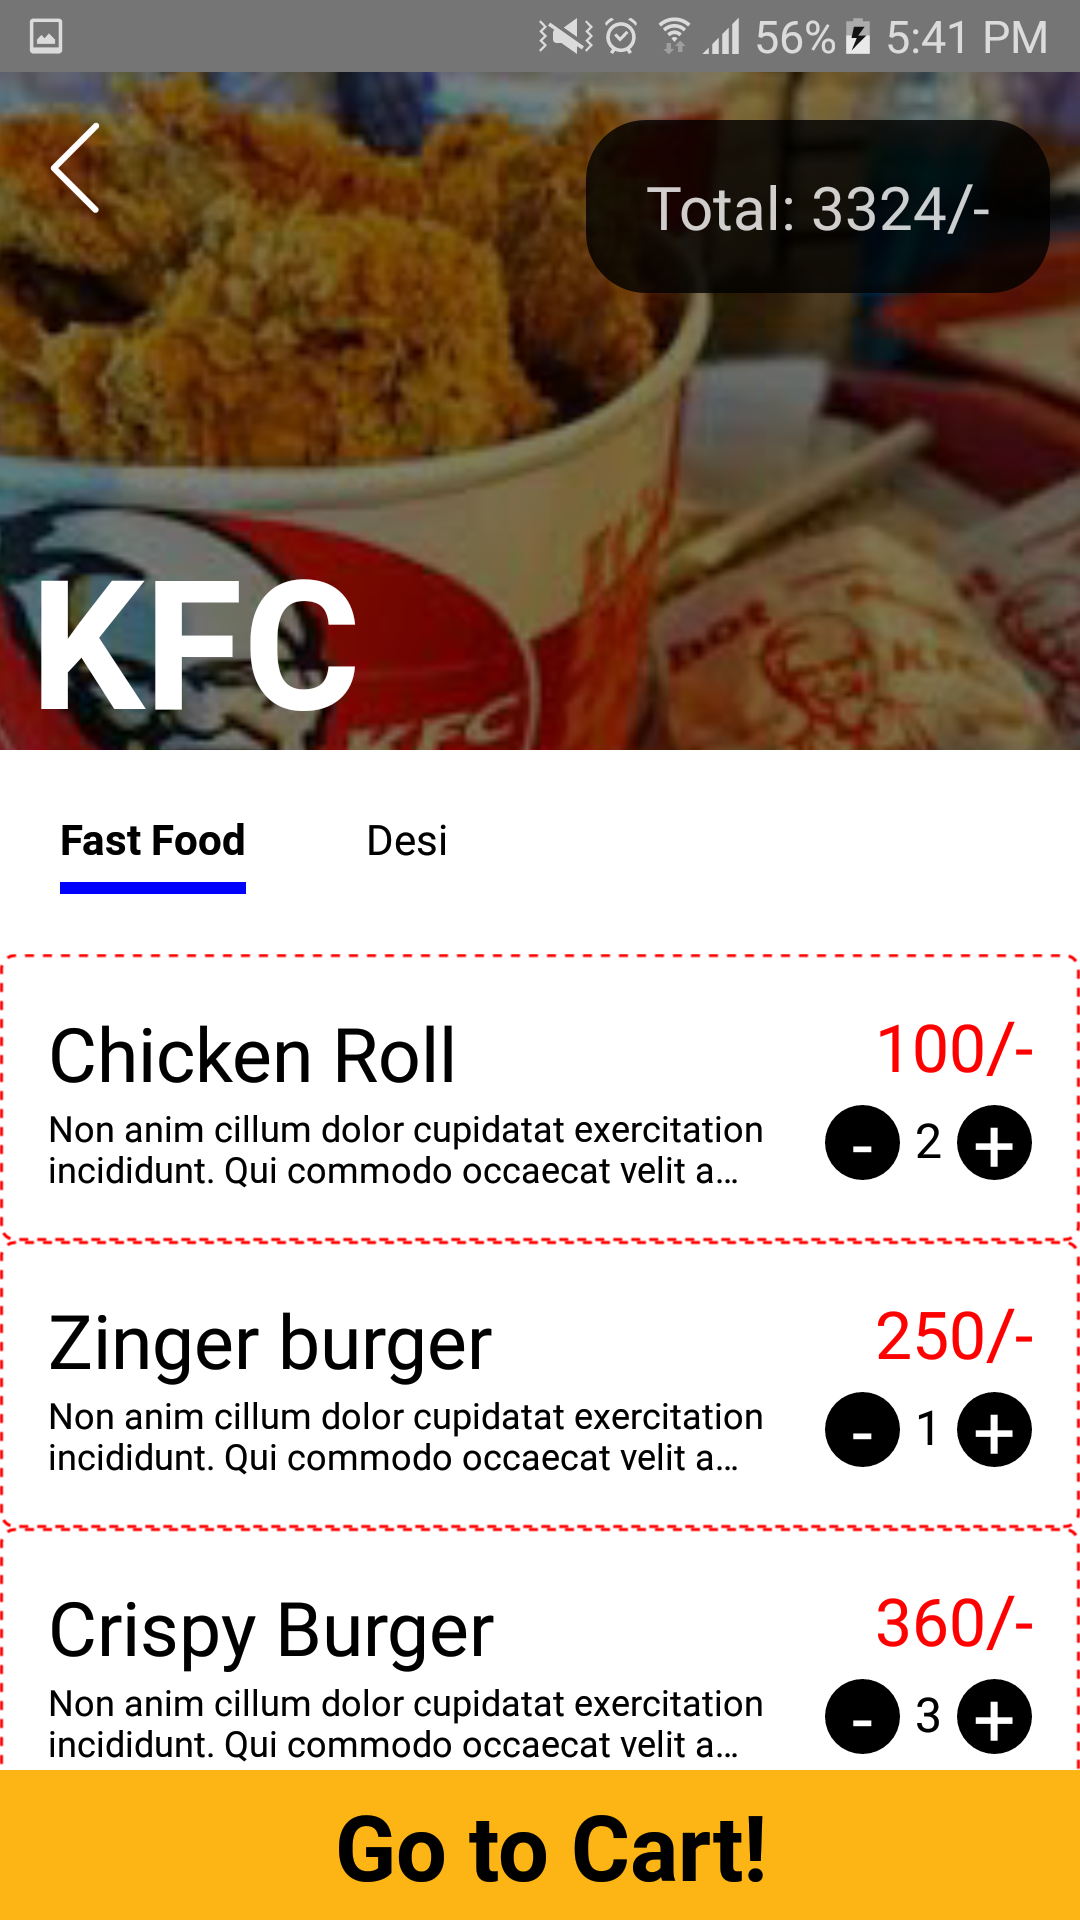 56% 5:41 PM
Total: 3324/-
KFC
KFC
Fast Food Desi
Chicken Roll 100/-
Non anim cillum dolor cupidatat exercitation
incididunt. Qui commodo occaecat velit a...
- 2 +
Zinger burger 250/-
Non anim cillum dolor cupidatat exercitation
incididunt. Qui commodo occaecat velit a...
- 1 +
Crispy Burger 360/-
Non anim cillum dolor cupidatat exercitation
incididunt. Qui commodo occaecat velit a...
- 3 +
Go to Cart!